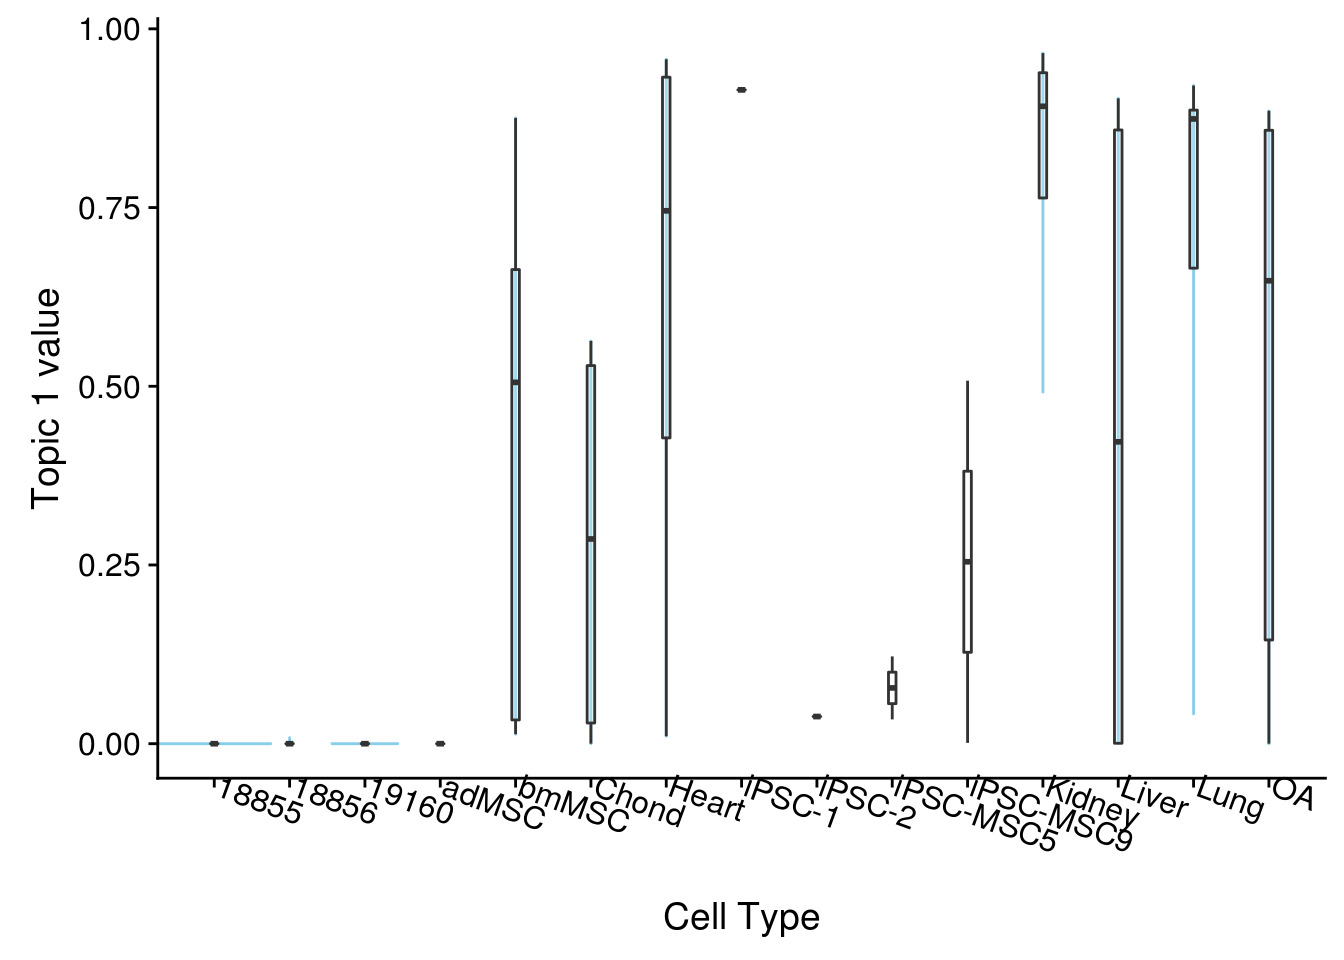 1.00
0.75
0.50
0.25
0.00
Topic 1 value
18855
18856
19160
adMSC
bmMSC
Chond
Heart
iPSC-1
iPSC-2
iPSC-MSC5
iPSC-MSC9
Kidney
Liver
Lung
OA
Cell Type